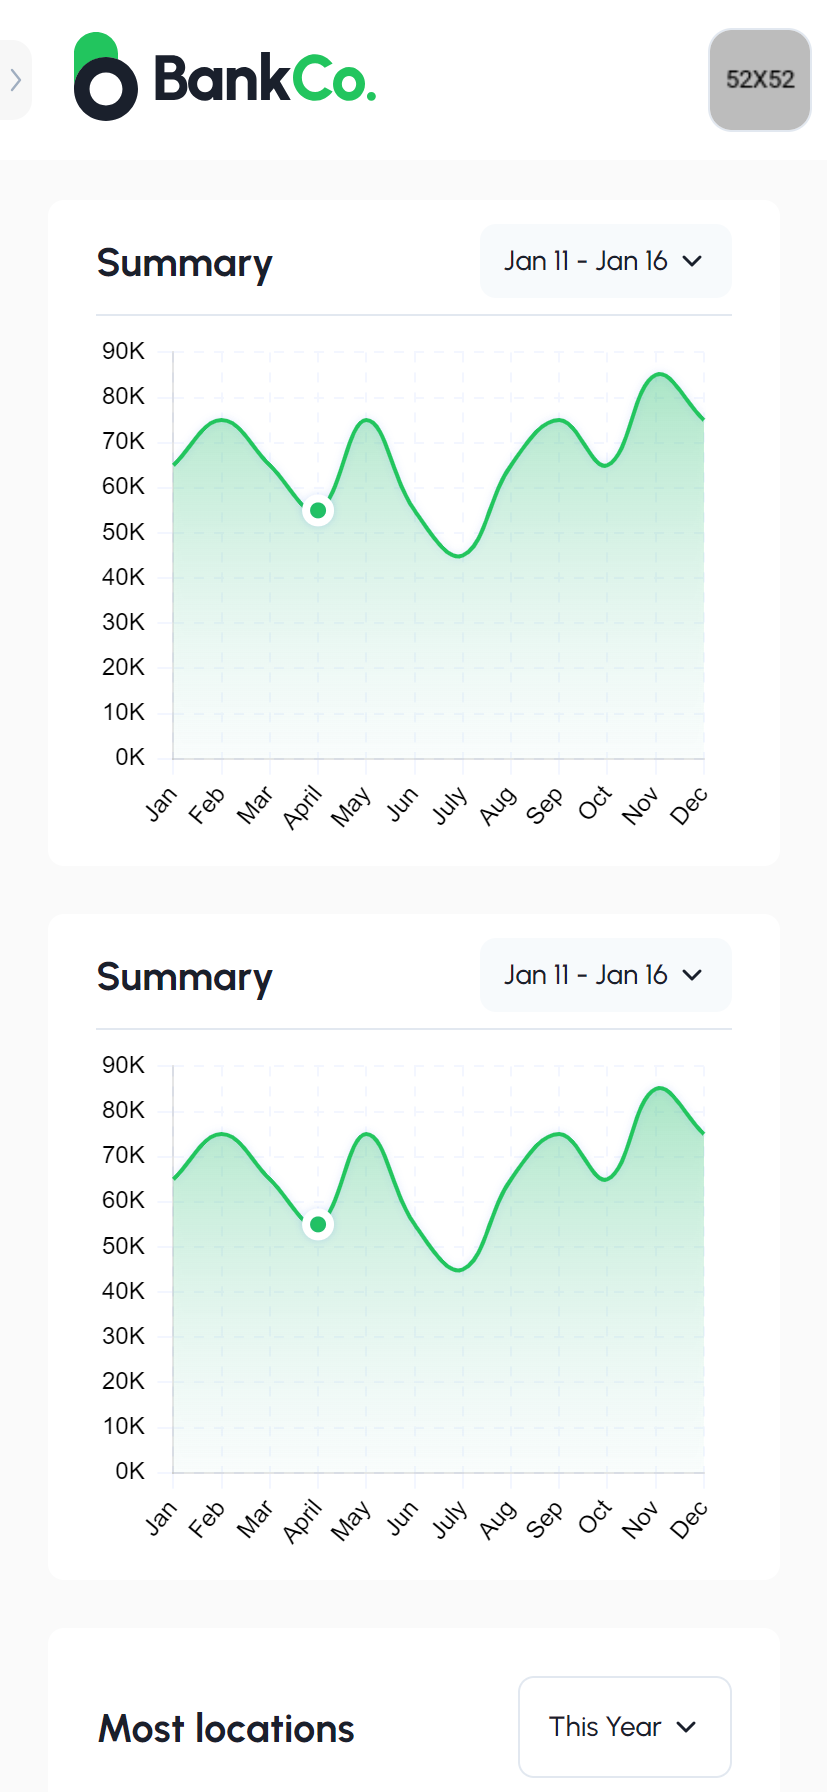 BankCo.
52X52
Summary
Jan 11 - Jan 16
90K
80K
70K
60K
50K
40K
30K
20K
10K
0K
Jan Feb Mar April May Jun July Aug Sep Oct Nov Dec
Summary
Jan 11 - Jan 16
90K
80K
70K
60K
50K
40K
30K
20K
10K
0K
Jan Feb Mar April May Jun July Aug Sep Oct Nov Dec
Most locations
This Year